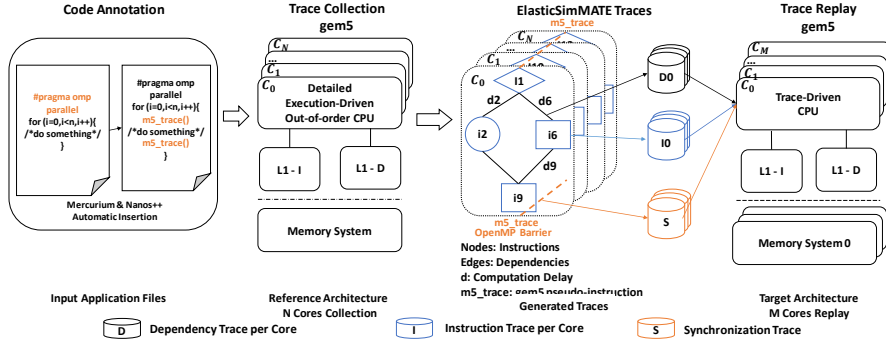 Code Annotation
#pragma omp
parallel
for (i=0,i<n,i++){
/*do something*/
}
#pragma omp
parallel
for (i=0,i<n,i++){
m5_trace()
/*do something*/
m5_trace()
}
Mercurium & Nanos++
Automatic Insertion
Input Application Files
Trace Collection
gem5
C_N
...
C_1
C_0
Detailed
Execution-Driven
Out-of-order CPU
L1 - I
L1 - D
Memory System
Reference Architecture
N Cores Collection
ElasticSimMATE Traces
m5_trace
C_N
...
C_1
C_0
I1
d2
d6
i2
i6
d9
i9
m5_trace
OpenMP Barrier
D0
I0
S
Nodes: Instructions
Edges: Dependencies
d: Computation Delay
m5_trace: gem5 pseudo-instruction
Generated Traces
Trace Replay
gem5
C_M
...
C_1
C_0
Trace-Driven
CPU
L1 - I
L1 - D
Memory System 0
Target Architecture
M Cores Replay
D
Dependency Trace per Core
I
Instruction Trace per Core
S
Synchronization Trace